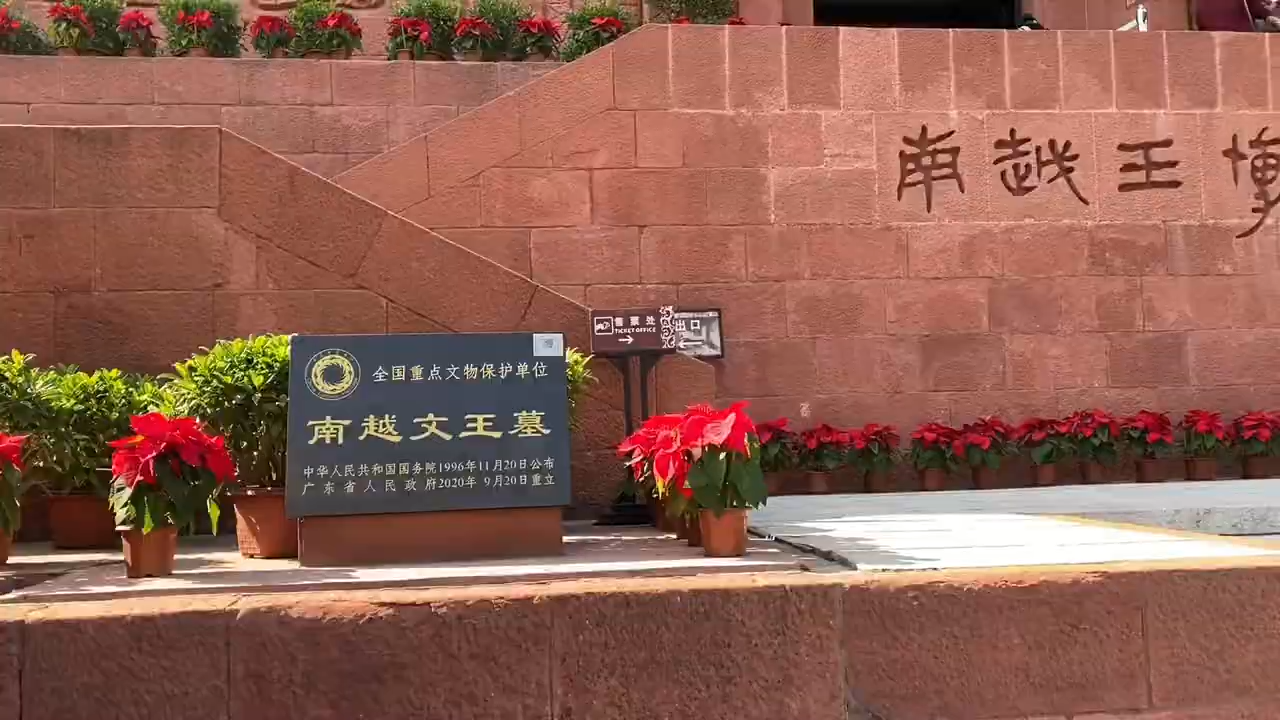 南越王博
售票处
TICKET OFFICE
出口
全国重点文物保护单位
南越文王墓
中华人民共和国国务院1996年11月20日公布
广东省人民政府2020年 9月20日重立